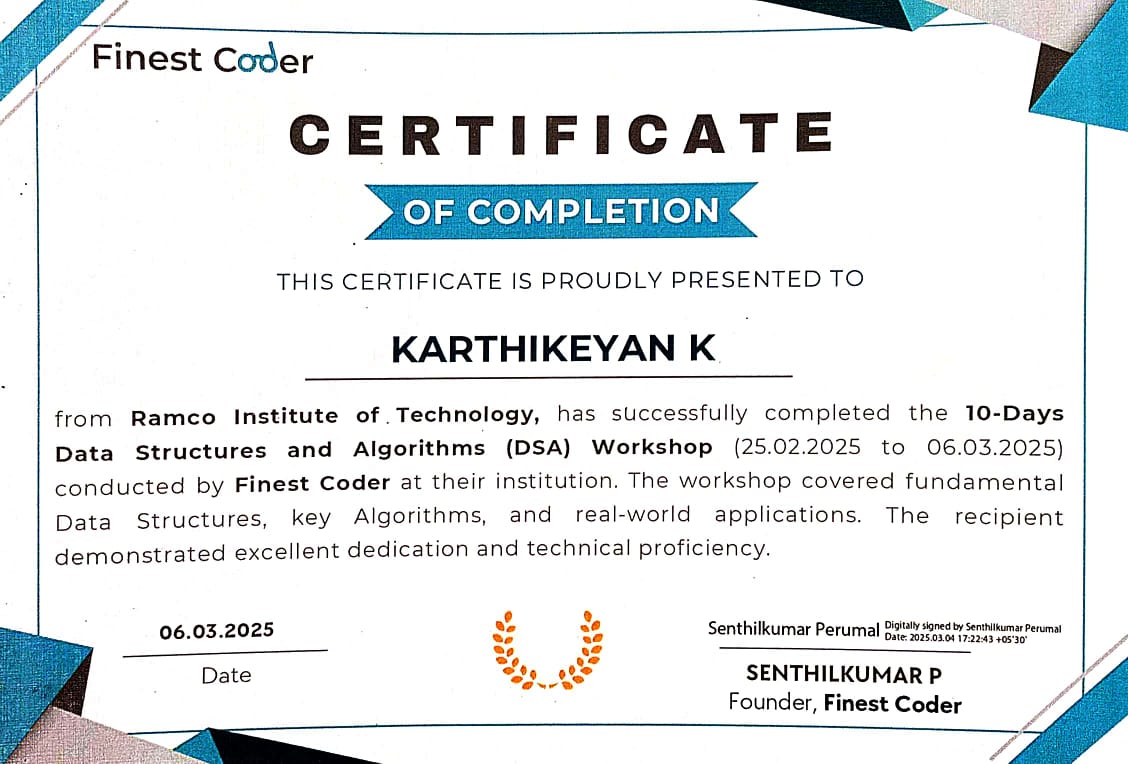 Finest Coder
CERTIFICATE
OF COMPLETION
THIS CERTIFICATE IS PROUDLY PRESENTED TO
KARTHIKEYAN K
from Ramco Institute of Technology, has successfully completed the 10-Days
Data Structures and Algorithms (DSA) Workshop (25.02.2025 to 06.03.2025)
conducted by Finest Coder at their institution. The workshop covered fundamental
Data Structures, key Algorithms, and real-world applications. The recipient
demonstrated excellent dedication and technical proficiency.
06.03.2025
Date
Senthilkumar Perumal
Digitally signed by Senthilkumar Perumal
Date: 2025.03.04 17:22:43 +05'30'
SENTHILKUMAR P
Founder, Finest Coder